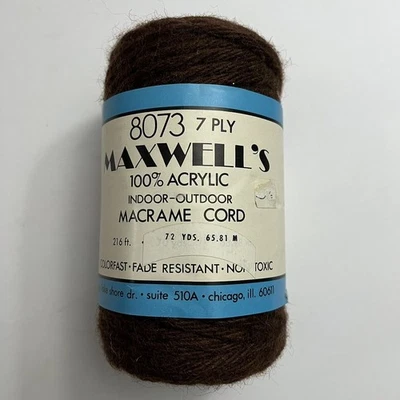 8073 7 PLY
MAXWELL'S
100% ACRYLIC
INDOOR-OUTDOOR
MACRAME CORD
216 ft. 72 YDS. 65.81 M
COLORFAST • FADE RESISTANT • NON TOXIC
shore dr. • suite 510A • chicago, ill. 60611